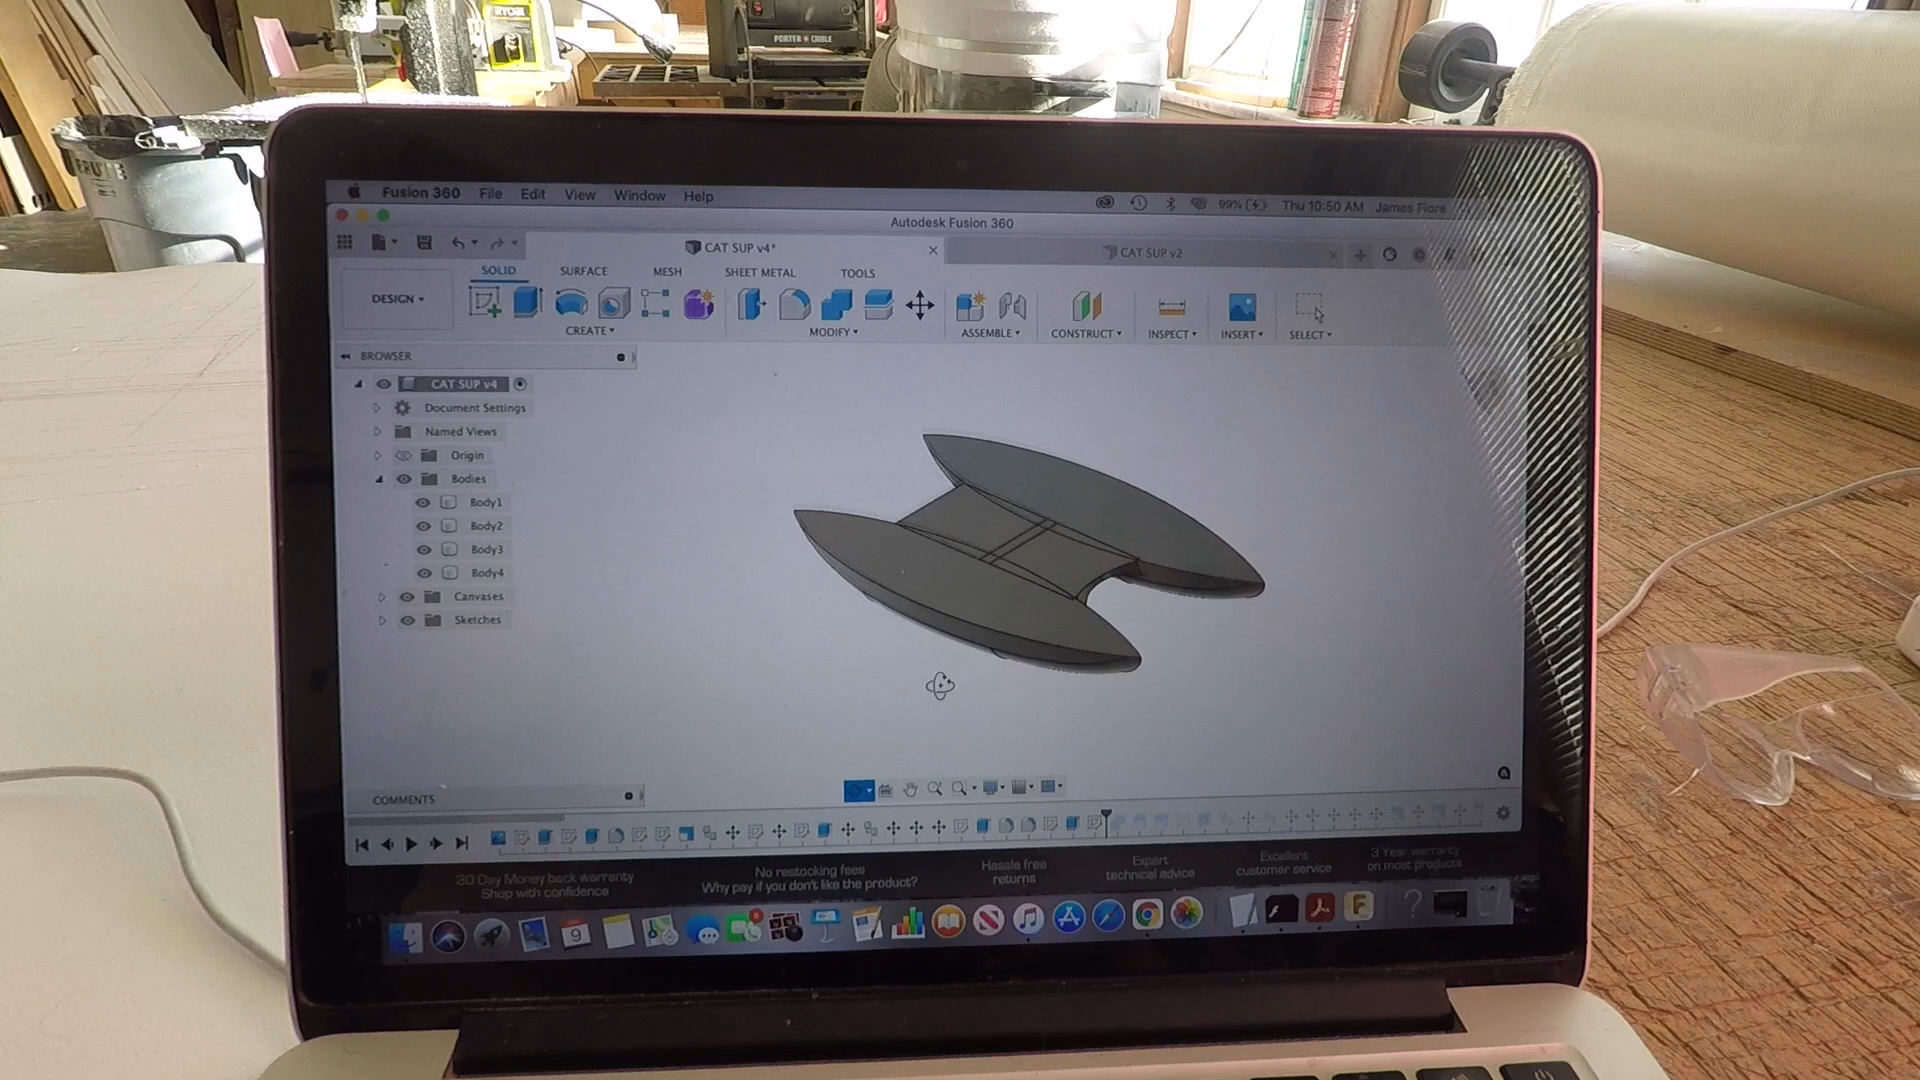 RYOBI
PORTER CABLE
BRUTE
Fusion 360 File Edit View Window Help 99% Thu 10:50 AM James Fiore
Autodesk Fusion 360
CAT SUP v4* CAT SUP v2
SOLID SURFACE MESH SHEET METAL TOOLS
DESIGN
CREATE MODIFY ASSEMBLE CONSTRUCT INSPECT INSERT SELECT
BROWSER
CAT SUP v4
Document Settings
Named Views
Origin
Bodies
Body1
Body2
Body3
Body4
Canvases
Sketches
COMMENTS
30 Day Money back warranty
Shop with confidence
No restocking fees
Why pay if you don't like the product?
Hassle free
returns
Expert
technical advice
Excellent
customer service
3 Year warranty
on most products
9